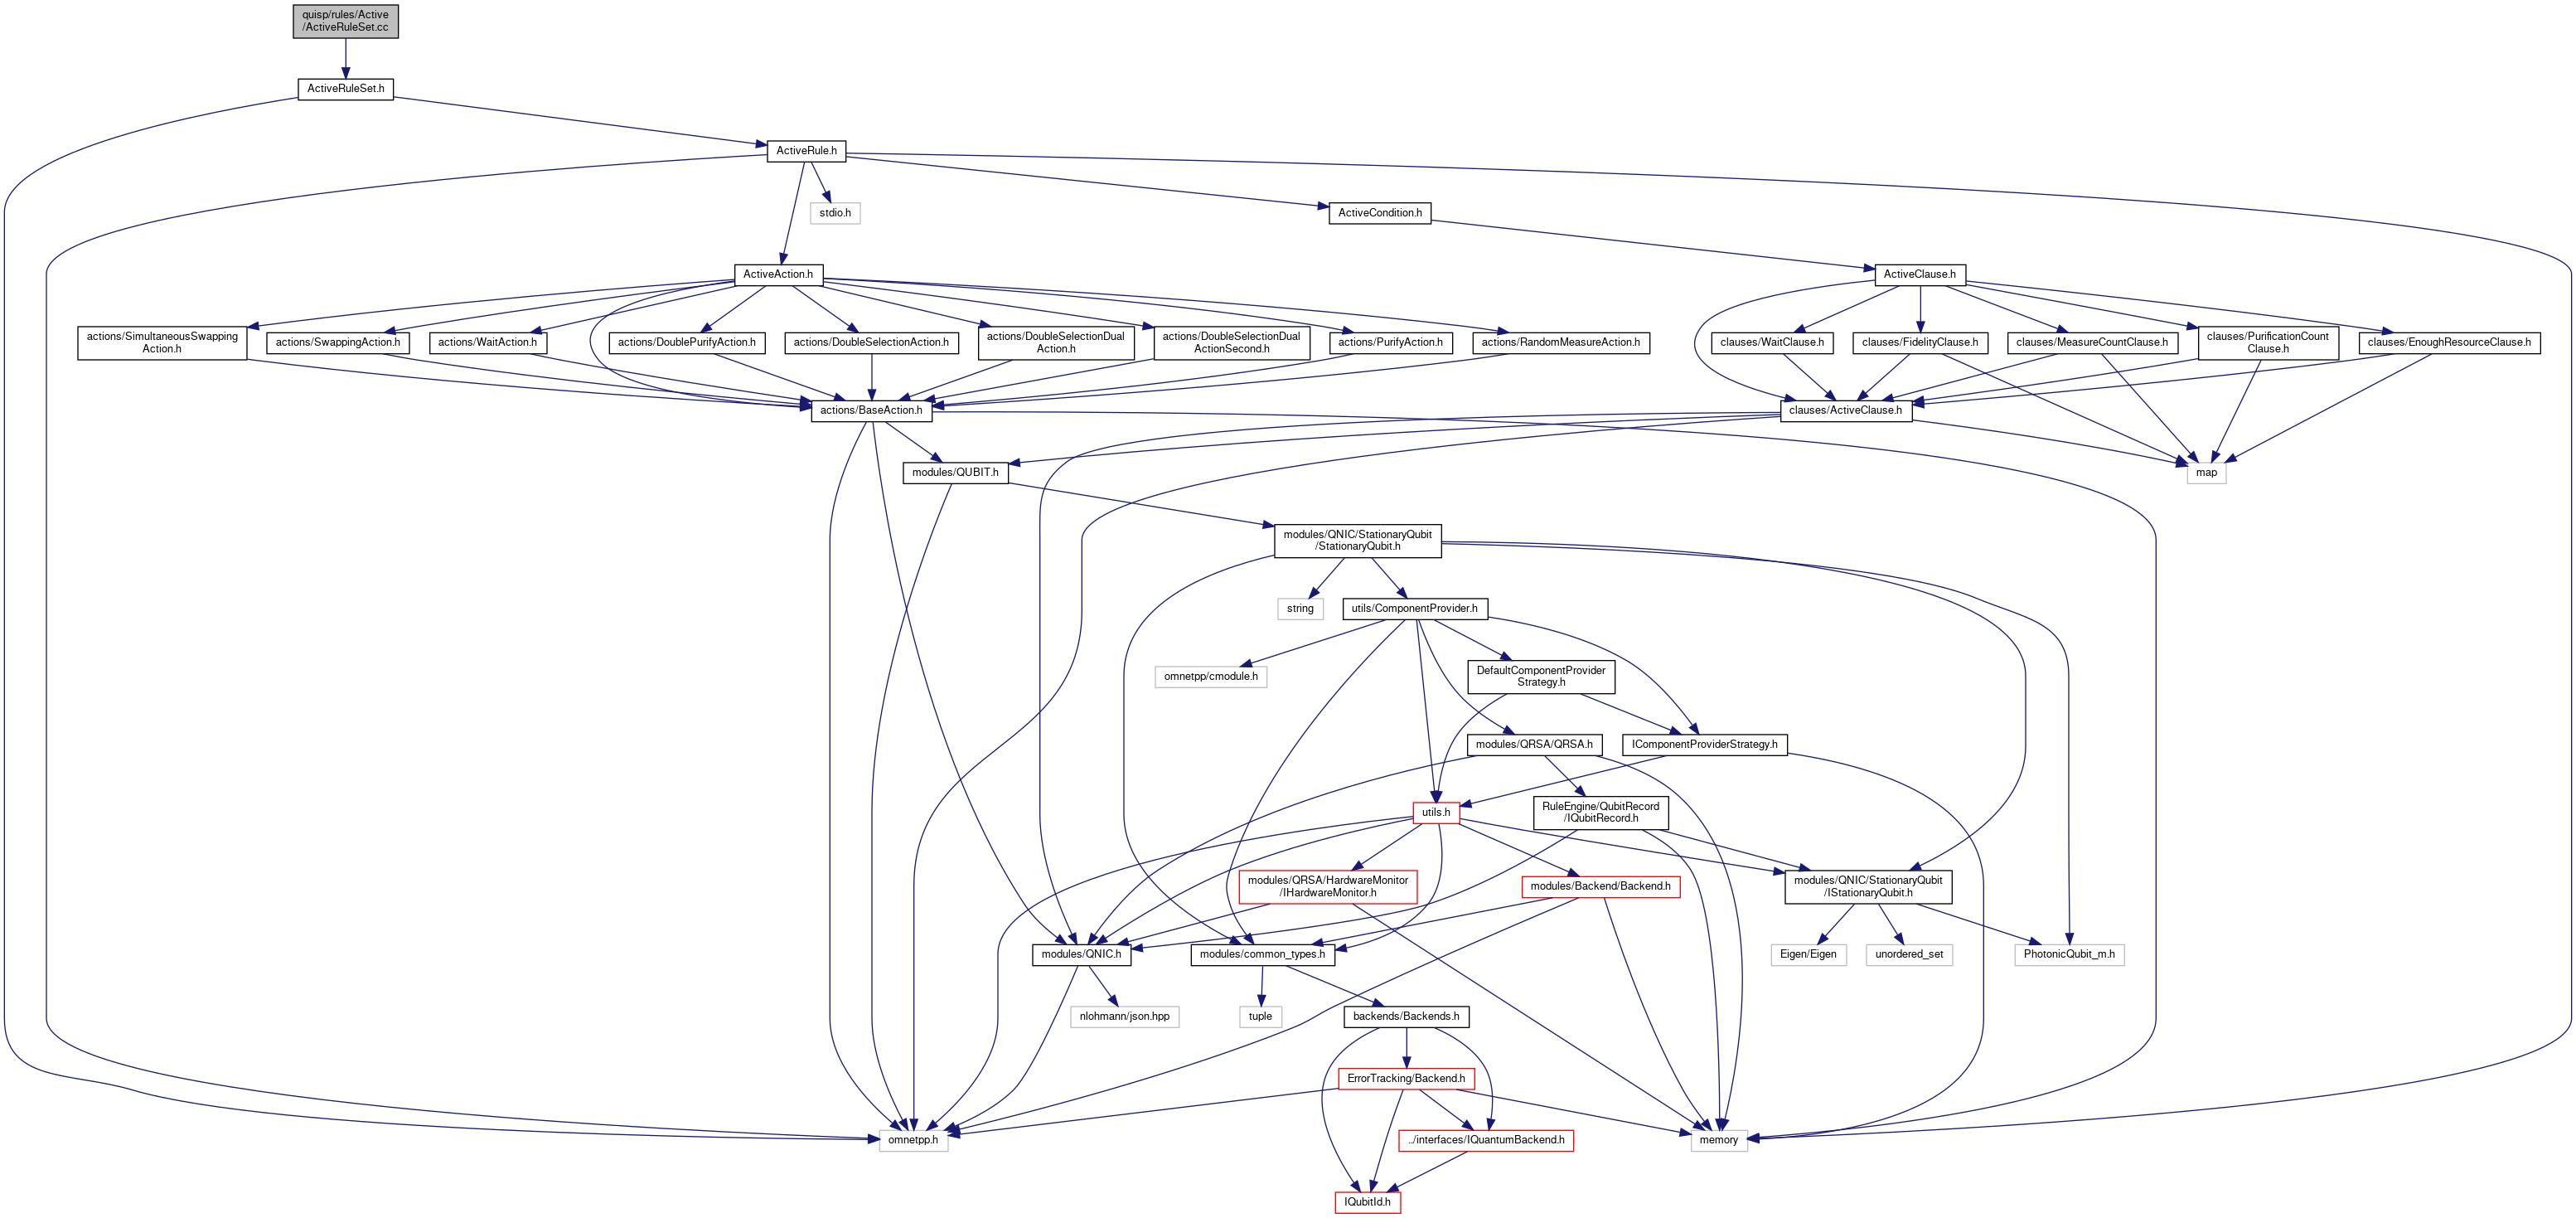 quisp/rules/Active
/ActiveRuleSet.cc
ActiveRuleSet.h
ActiveRule.h
stdio.h
ActiveCondition.h
ActiveAction.h
ActiveClause.h
actions/SimultaneousSwapping
Action.h
actions/SwappingAction.h
actions/WaitAction.h
actions/DoublePurifyAction.h
actions/DoubleSelectionAction.h
actions/DoubleSelectionDual
Action.h
actions/DoubleSelectionDual
ActionSecond.h
actions/PurifyAction.h
actions/RandomMeasureAction.h
clauses/WaitClause.h
clauses/FidelityClause.h
clauses/MeasureCountClause.h
clauses/PurificationCount
Clause.h
clauses/EnoughResourceClause.h
actions/BaseAction.h
clauses/ActiveClause.h
modules/QUBIT.h
map
modules/QNIC/StationaryQubit
/StationaryQubit.h
string
utils/ComponentProvider.h
omnetpp/cmodule.h
DefaultComponentProvider
Strategy.h
modules/QRSA/QRSA.h
IComponentProviderStrategy.h
utils.h
RuleEngine/QubitRecord
/IQubitRecord.h
modules/QRSA/HardwareMonitor
/IHardwareMonitor.h
modules/Backend/Backend.h
modules/QNIC/StationaryQubit
/IStationaryQubit.h
modules/QNIC.h
modules/common_types.h
Eigen/Eigen
unordered_set
PhotonicQubit_m.h
nlohmann/json.hpp
tuple
backends/Backends.h
ErrorTracking/Backend.h
omnetpp.h
../interfaces/IQuantumBackend.h
memory
IQubitId.h